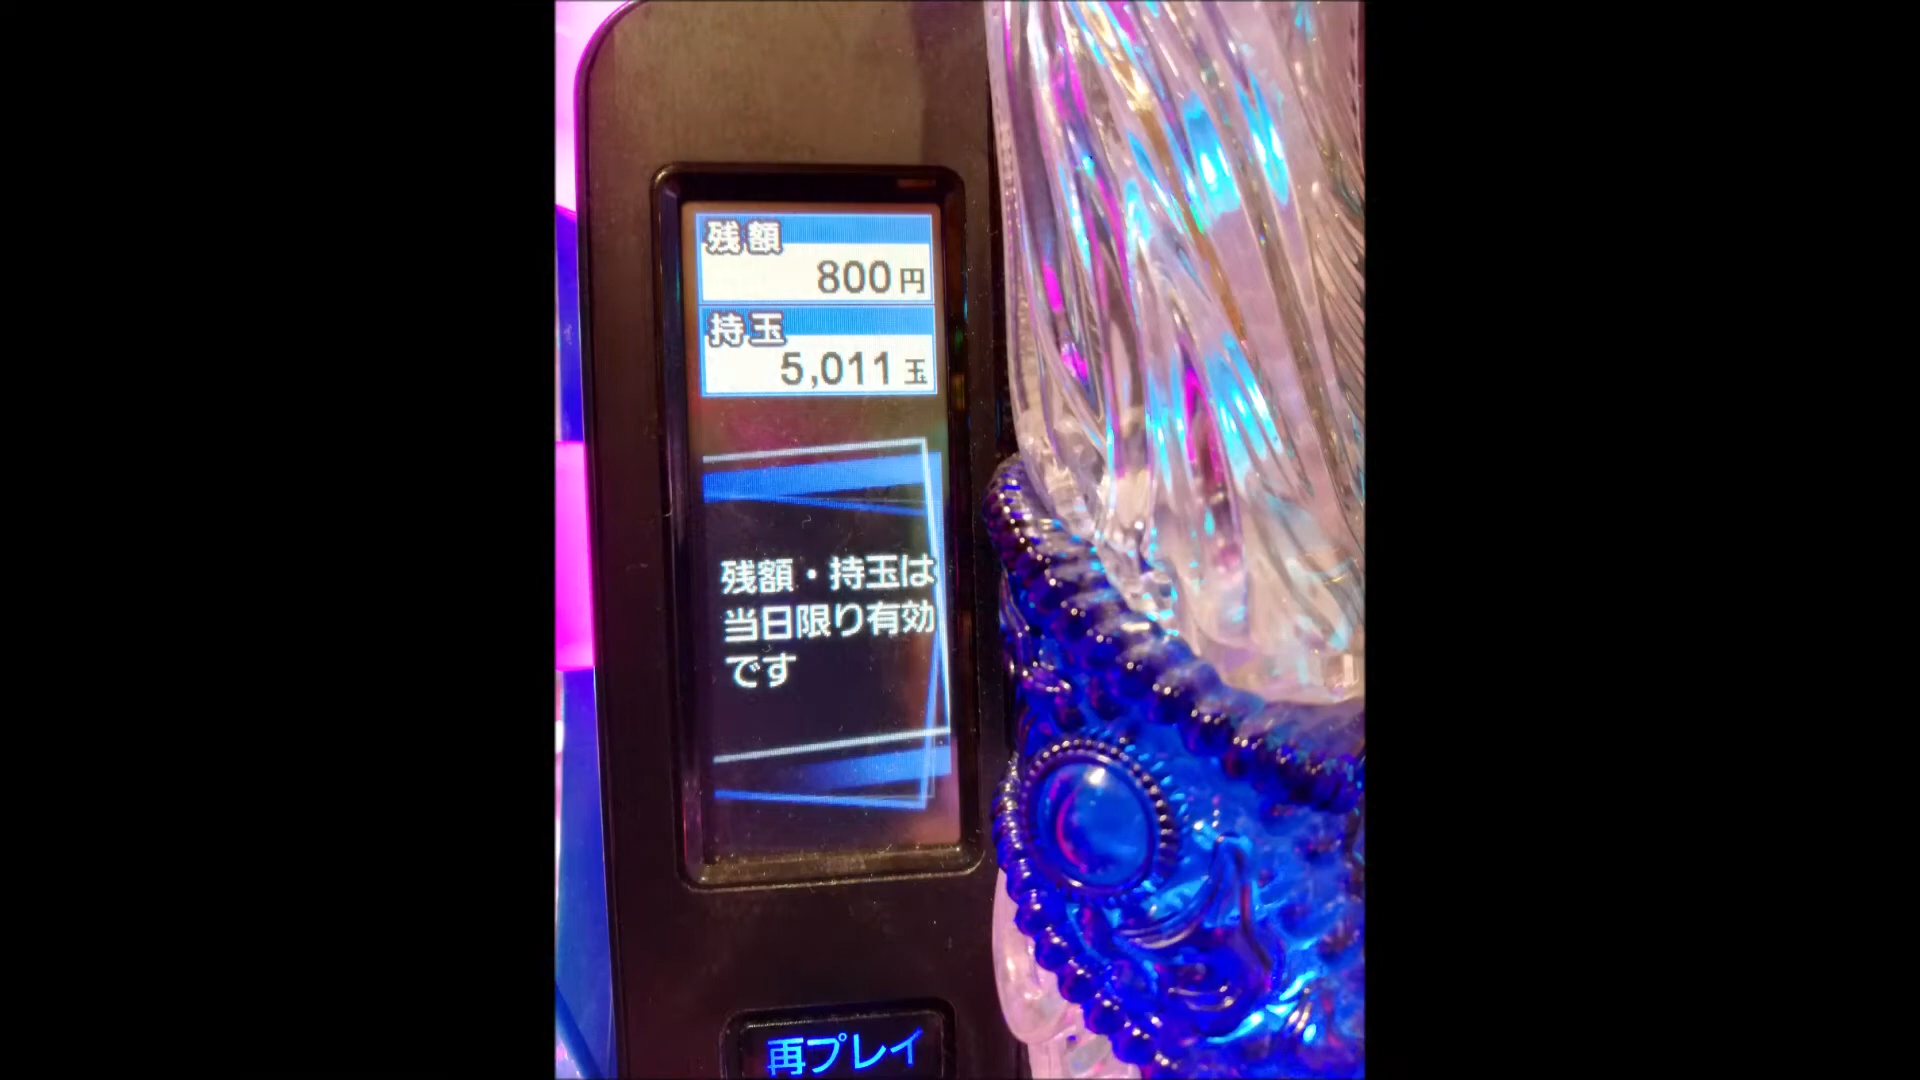 残額
800円
持玉
5,011玉
残額・持玉は
当日限り有効
です
再プレイ